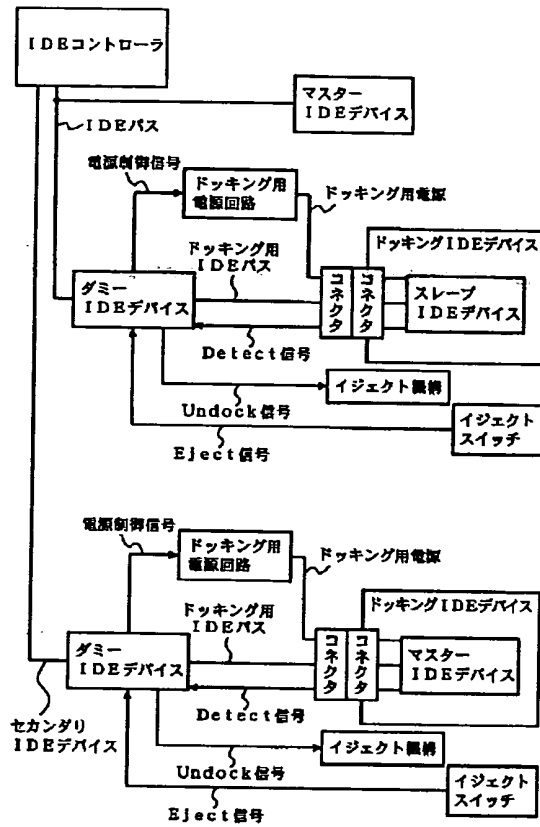 IDEコントローラ
マスター
IDEデバイス
IDEバス
電源制御信号
ドッキング用
電源回路
ドッキング用電源
ドッキングIDEデバイス
ドッキング用
IDEバス
ダミー
IDEデバイス
コネクタ
コネクタ
スレーブ
IDEデバイス
Detect信号
イジェクト機構
Undock信号
イジェクト
スイッチ
Eject信号
電源制御信号
ドッキング用
電源回路
ドッキング用電源
ドッキングIDEデバイス
ドッキング用
IDEバス
ダミー
IDEデバイス
コネクタ
コネクタ
マスター
IDEデバイス
セカンダリ
IDEデバイス
Detect信号
イジェクト機構
Undock信号
イジェクト
スイッチ
Eject信号